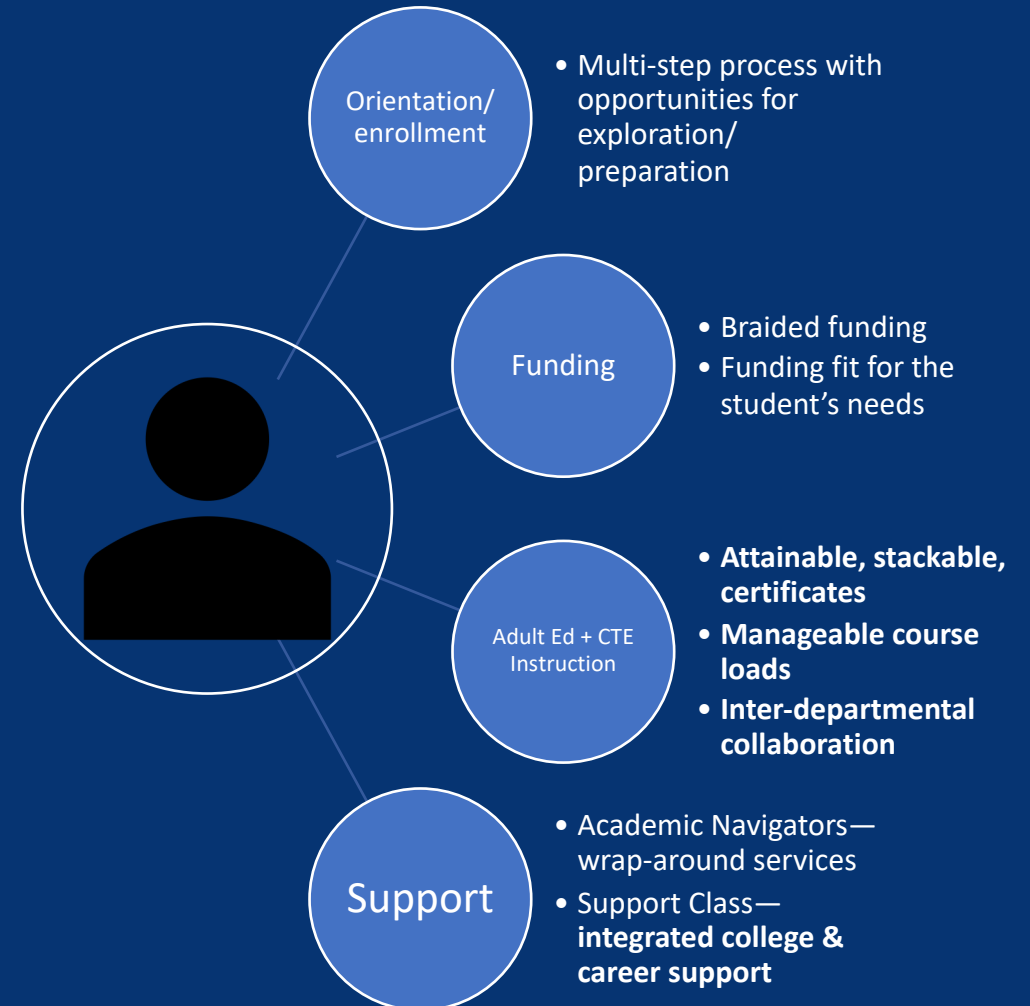 Orientation/
enrollment
• Multi-step process with
opportunities for
exploration/
preparation
Funding
• Braided funding
• Funding fit for the
student’s needs
Adult Ed + CTE
Instruction
• Attainable, stackable,
certificates
• Manageable course
loads
• Inter-departmental
collaboration
Support
• Academic Navigators—
wrap-around services
• Support Class—
integrated college &
career support